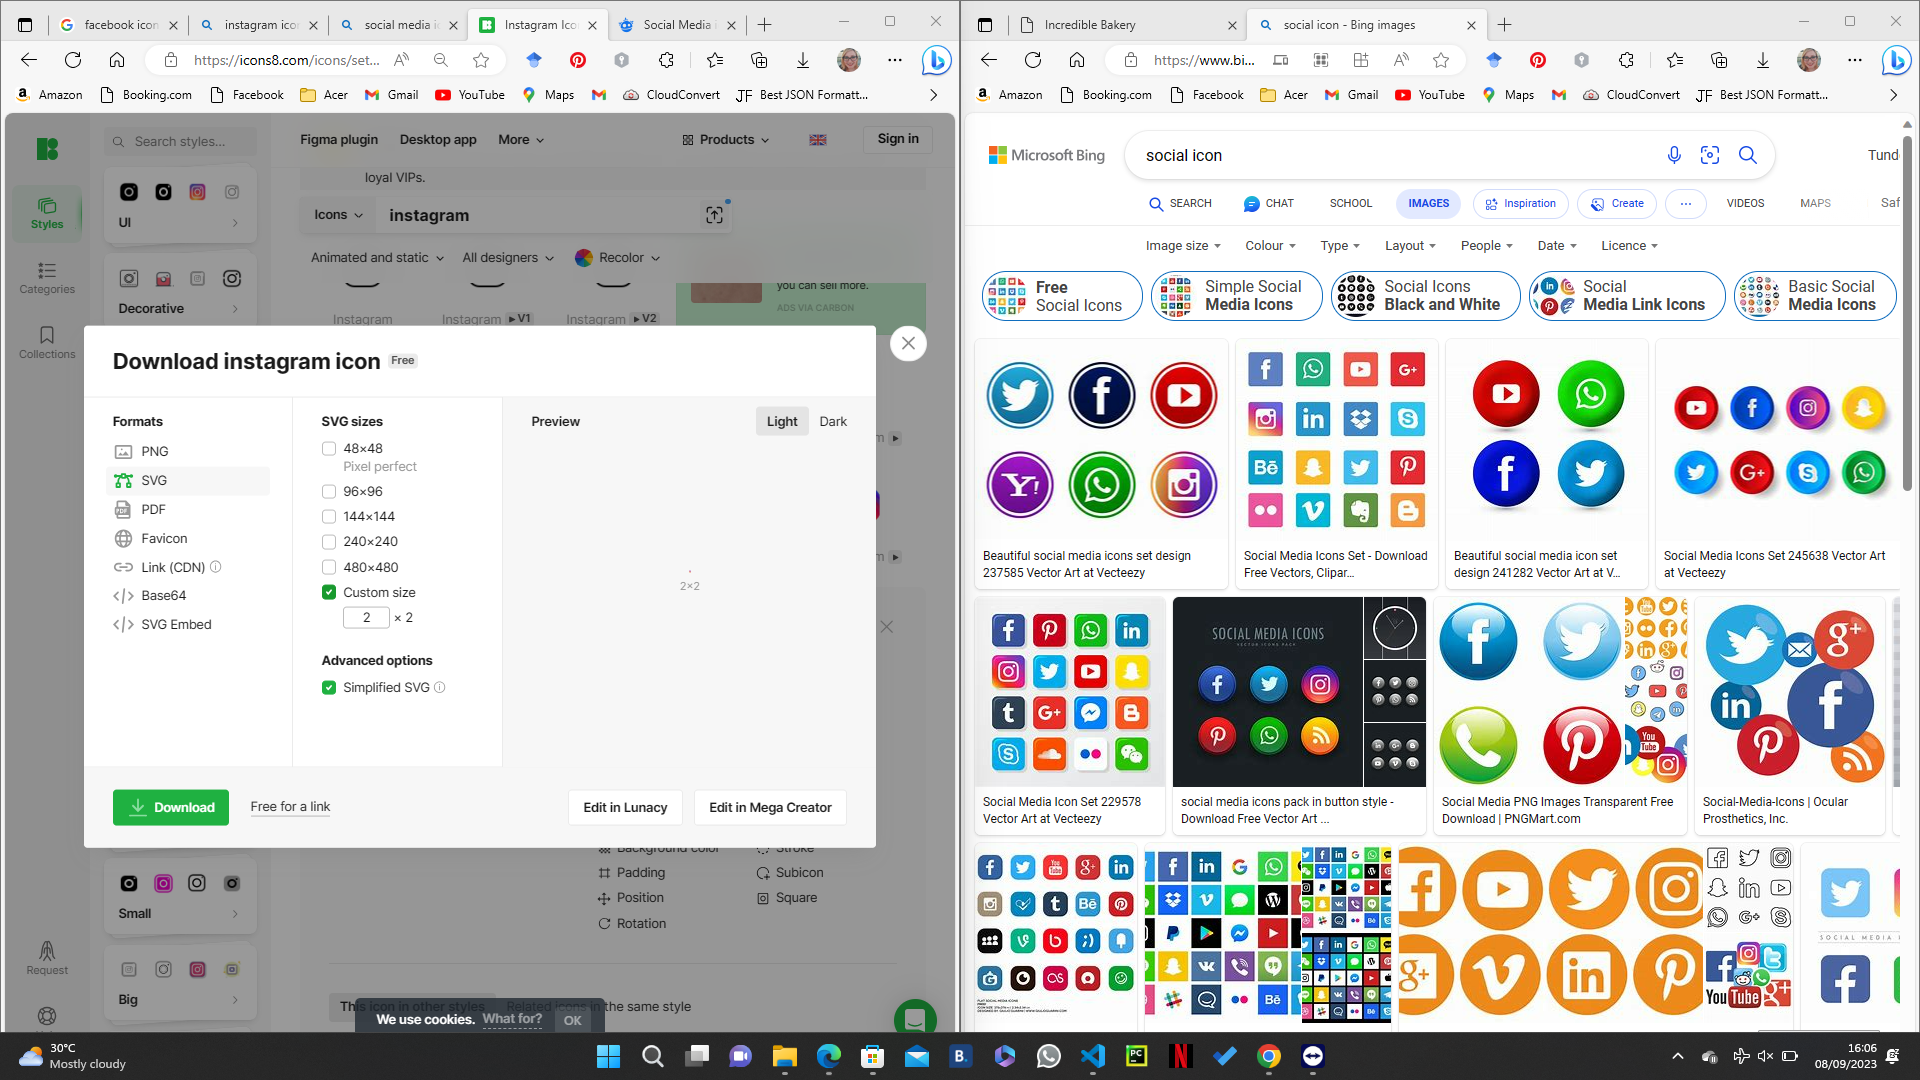 facebook icon
instagram ico
social media i
Instagram Ico
Social Media i
https://icons8.com/icons/set...
Amazon
Booking.com
Facebook
Acer
Gmail
YouTube
Maps
CloudConvert
Best JSON Formatt...
Search styles...
Figma plugin
Desktop app
More
Products
Sign in
loyal VIPs.
Styles
UI
Icons
instagram
Categories
Animated and static
All designers
Recolor
you can sell more.
ADS VIA CARBON
Decorative
Instagram
Instagram ▶ V1
Instagram ▶ V2
Collections
Download instagram icon
Free
Formats
PNG
SVG
PDF
Favicon
Link (CDN)
Base64
SVG Embed
SVG sizes
48×48
Pixel perfect
96×96
144×144
240×240
480×480
Custom size
2 × 2
Advanced options
Simplified SVG
Preview
Light
Dark
2×2
Download
Free for a link
Edit in Lunacy
Edit in Mega Creator
Background color
Stroke
Padding
Subicon
Position
Square
Rotation
Small
Request
Big
This icon in other styles
Related icons in the same style
We use cookies. What for? OK
Incredible Bakery
social icon - Bing images
https://www.bi...
Amazon
Booking.com
Facebook
Acer
Gmail
YouTube
Maps
CloudConvert
Best JSON Formatt...
Microsoft Bing
social icon
Tund
SEARCH
CHAT
SCHOOL
IMAGES
Inspiration
Create
VIDEOS
MAPS
Saf
Image size
Colour
Type
Layout
People
Date
Licence
Free
Social Icons
Simple Social
Media Icons
Social Icons
Black and White
Social
Media Link Icons
Basic Social
Media Icons
Beautiful social media icons set design
237585 Vector Art at Vecteezy
Social Media Icons Set - Download
Free Vectors, Clipar...
Beautiful social media icon set
design 241282 Vector Art at V...
Social Media Icons Set 245638 Vector Art
at Vecteezy
SOCIAL MEDIA ICONS
VECTOR ICONS PACK
Social Media Icon Set 229578
Vector Art at Vecteezy
social media icons pack in button style -
Download Free Vector Art ...
Social Media PNG Images Transparent Free
Download | PNGMart.com
Social-Media-Icons | Ocular
Prosthetics, Inc.
You Tube
30°C
Mostly cloudy
16:06
08/09/2023